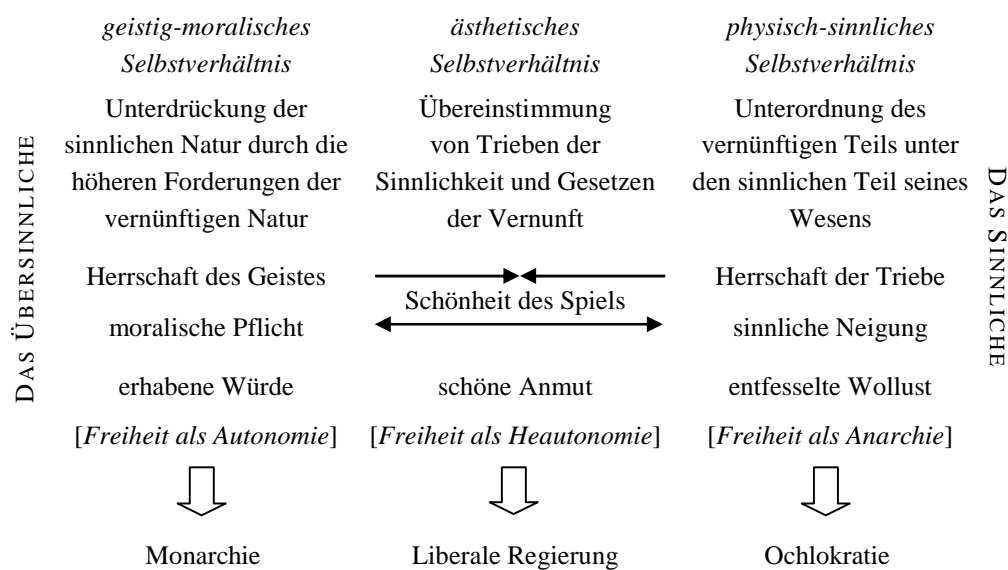 DAS ÜBERSINNLICHE
geistig-moralisches
Selbstverhältnis
Unterdrückung der
sinnlichen Natur durch die
höheren Forderungen der
vernünftigen Natur
Herrschaft des Geistes
moralische Pflicht
erhabene Würde
[Freiheit als Autonomie]
Monarchie
ästhetisches
Selbstverhältnis
Übereinstimmung
von Trieben der
Sinnlichkeit und Gesetzen
der Vernunft
Schönheit des Spiels
schöne Anmut
[Freiheit als Heautonomie]
Liberale Regierung
physisch-sinnliches
Selbstverhältnis
Unterordnung des
vernünftigen Teils unter
den sinnlichen Teil seines
Wesens
Herrschaft der Triebe
sinnliche Neigung
entfesselte Wollust
[Freiheit als Anarchie]
Ochlokratie
DAS SINNLICHE